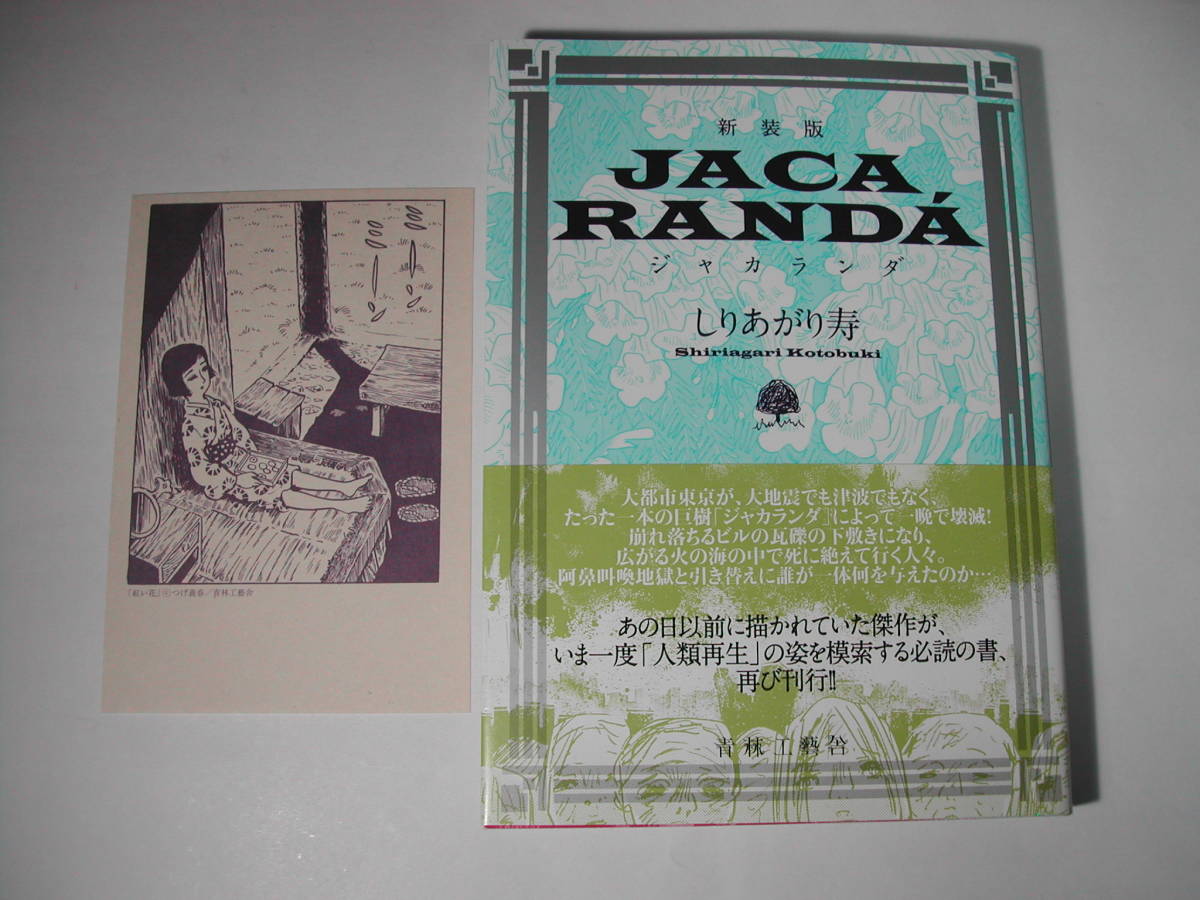 「紅い花」©つげ義春／青林工藝舎
新装版
JACA
RANDÁ
ジャカランダ
しりあがり寿
Shiriagari Kotobuki
大都市東京が、大地震でも津波でもなく、
たった一本の巨樹「ジャカランダ」によって一晩で壊滅!
崩れ落ちるビルの瓦礫の下敷きになり、
広がる火の海の中で死に絶えて行く人々。
阿鼻叫喚地獄と引き替えに誰が一体何を与えたのか…
あの日以前に描かれていた傑作が、
いま一度「人類再生」の姿を模索する必読の書、
再び刊行!!
青林工藝舎